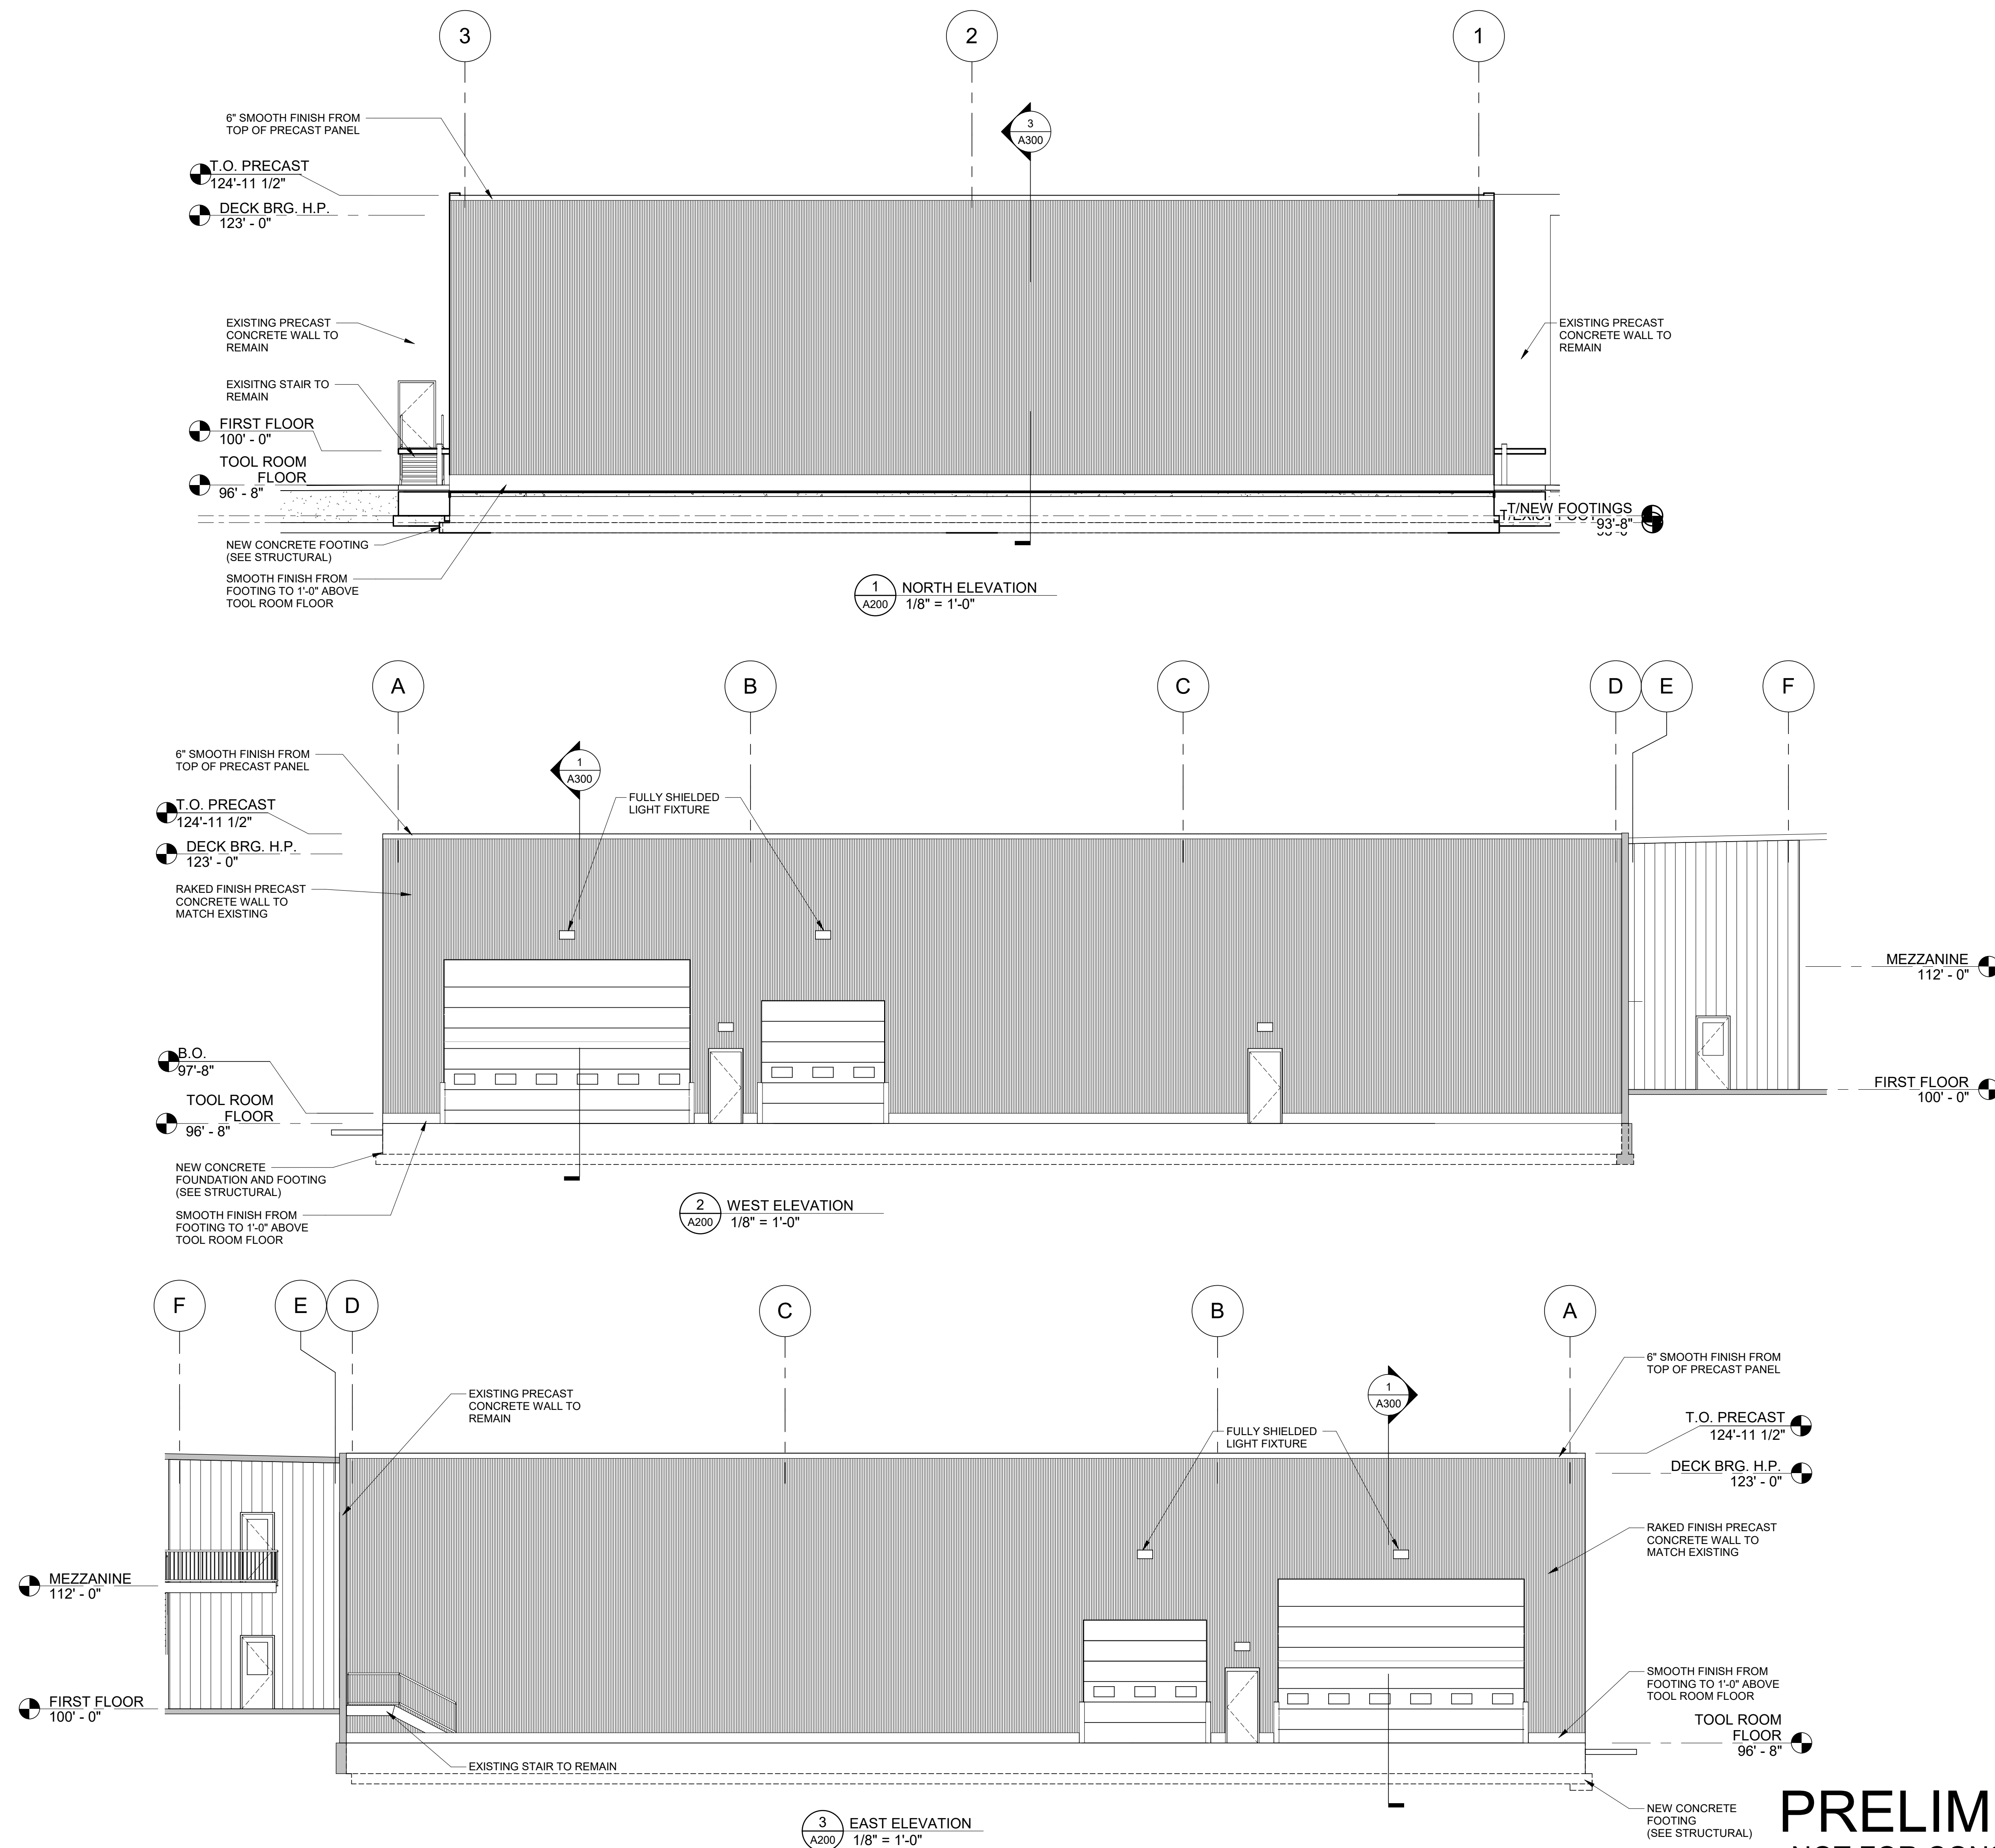 3
2
1
6" SMOOTH FINISH FROM
TOP OF PRECAST PANEL
3
A300
T.O. PRECAST
124'-11 1/2"
DECK BRG. H.P.
123' - 0"
EXISTING PRECAST
CONCRETE WALL TO
REMAIN
EXISTING PRECAST
CONCRETE WALL TO
REMAIN
EXISITNG STAIR TO
REMAIN
FIRST FLOOR
100' - 0"
TOOL ROOM
FLOOR
96' - 8"
T/NEW FOOTINGS
93'-8"
NEW CONCRETE FOOTING
(SEE STRUCTURAL)
SMOOTH FINISH FROM
FOOTING TO 1'-0" ABOVE
TOOL ROOM FLOOR
1
A200
NORTH ELEVATION
1/8" = 1'-0"
A
B
C
D
E
F
6" SMOOTH FINISH FROM
TOP OF PRECAST PANEL
1
A300
FULLY SHIELDED
LIGHT FIXTURE
T.O. PRECAST
124'-11 1/2"
DECK BRG. H.P.
123' - 0"
RAKED FINISH PRECAST
CONCRETE WALL TO
MATCH EXISTING
MEZZANINE
112' - 0"
B.O.
97'-8"
FIRST FLOOR
100' - 0"
TOOL ROOM
FLOOR
96' - 8"
NEW CONCRETE
FOUNDATION AND FOOTING
(SEE STRUCTURAL)
SMOOTH FINISH FROM
FOOTING TO 1'-0" ABOVE
TOOL ROOM FLOOR
2
A200
WEST ELEVATION
1/8" = 1'-0"
F
E
D
C
B
A
6" SMOOTH FINISH FROM
TOP OF PRECAST PANEL
EXISTING PRECAST
CONCRETE WALL TO
REMAIN
1
A300
FULLY SHIELDED
LIGHT FIXTURE
T.O. PRECAST
124'-11 1/2"
DECK BRG. H.P.
123' - 0"
RAKED FINISH PRECAST
CONCRETE WALL TO
MATCH EXISTING
MEZZANINE
112' - 0"
FIRST FLOOR
100' - 0"
SMOOTH FINISH FROM
FOOTING TO 1'-0" ABOVE
TOOL ROOM FLOOR
TOOL ROOM
FLOOR
96' - 8"
EXISTING STAIR TO REMAIN
NEW CONCRETE
FOOTING
(SEE STRUCTURAL)
3
A200
EAST ELEVATION
1/8" = 1'-0"
PRELIM